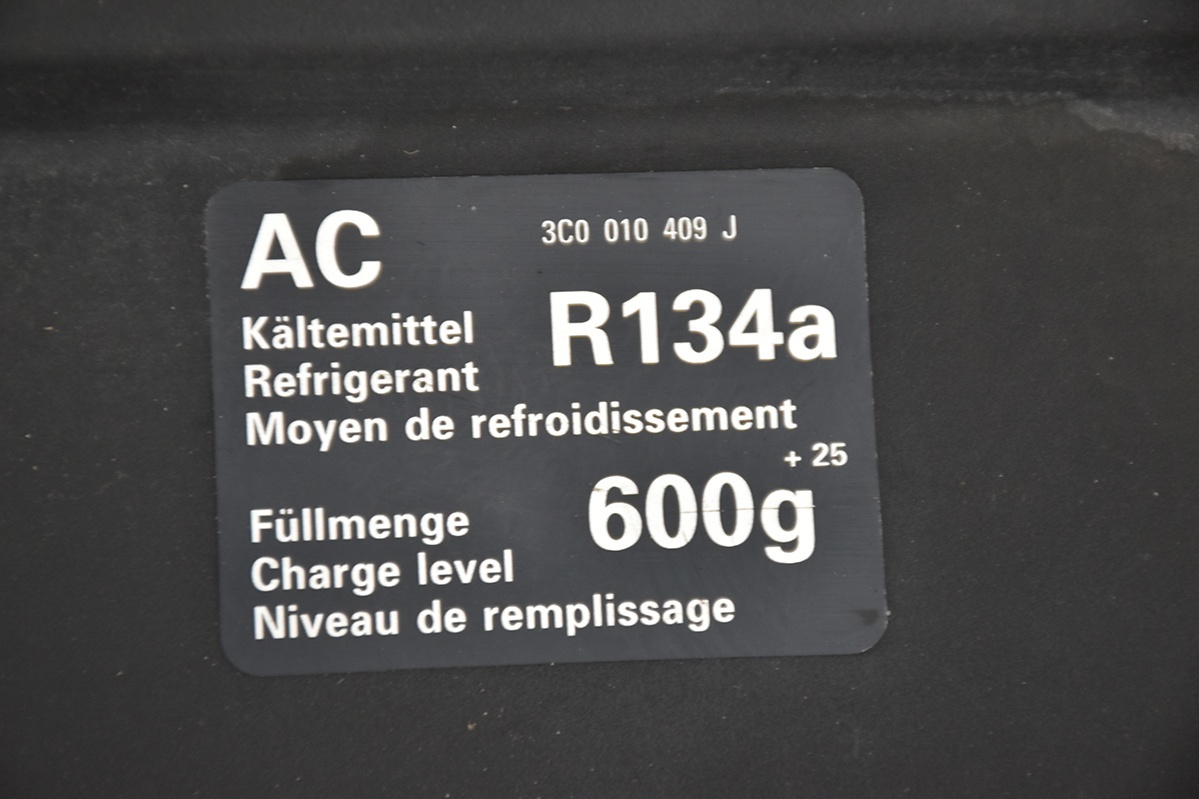 AC 3C0 010 409 J
Kältemittel R134a
Refrigerant
Moyen de refroidissement
+ 25
Füllmenge 600g
Charge level
Niveau de remplissage